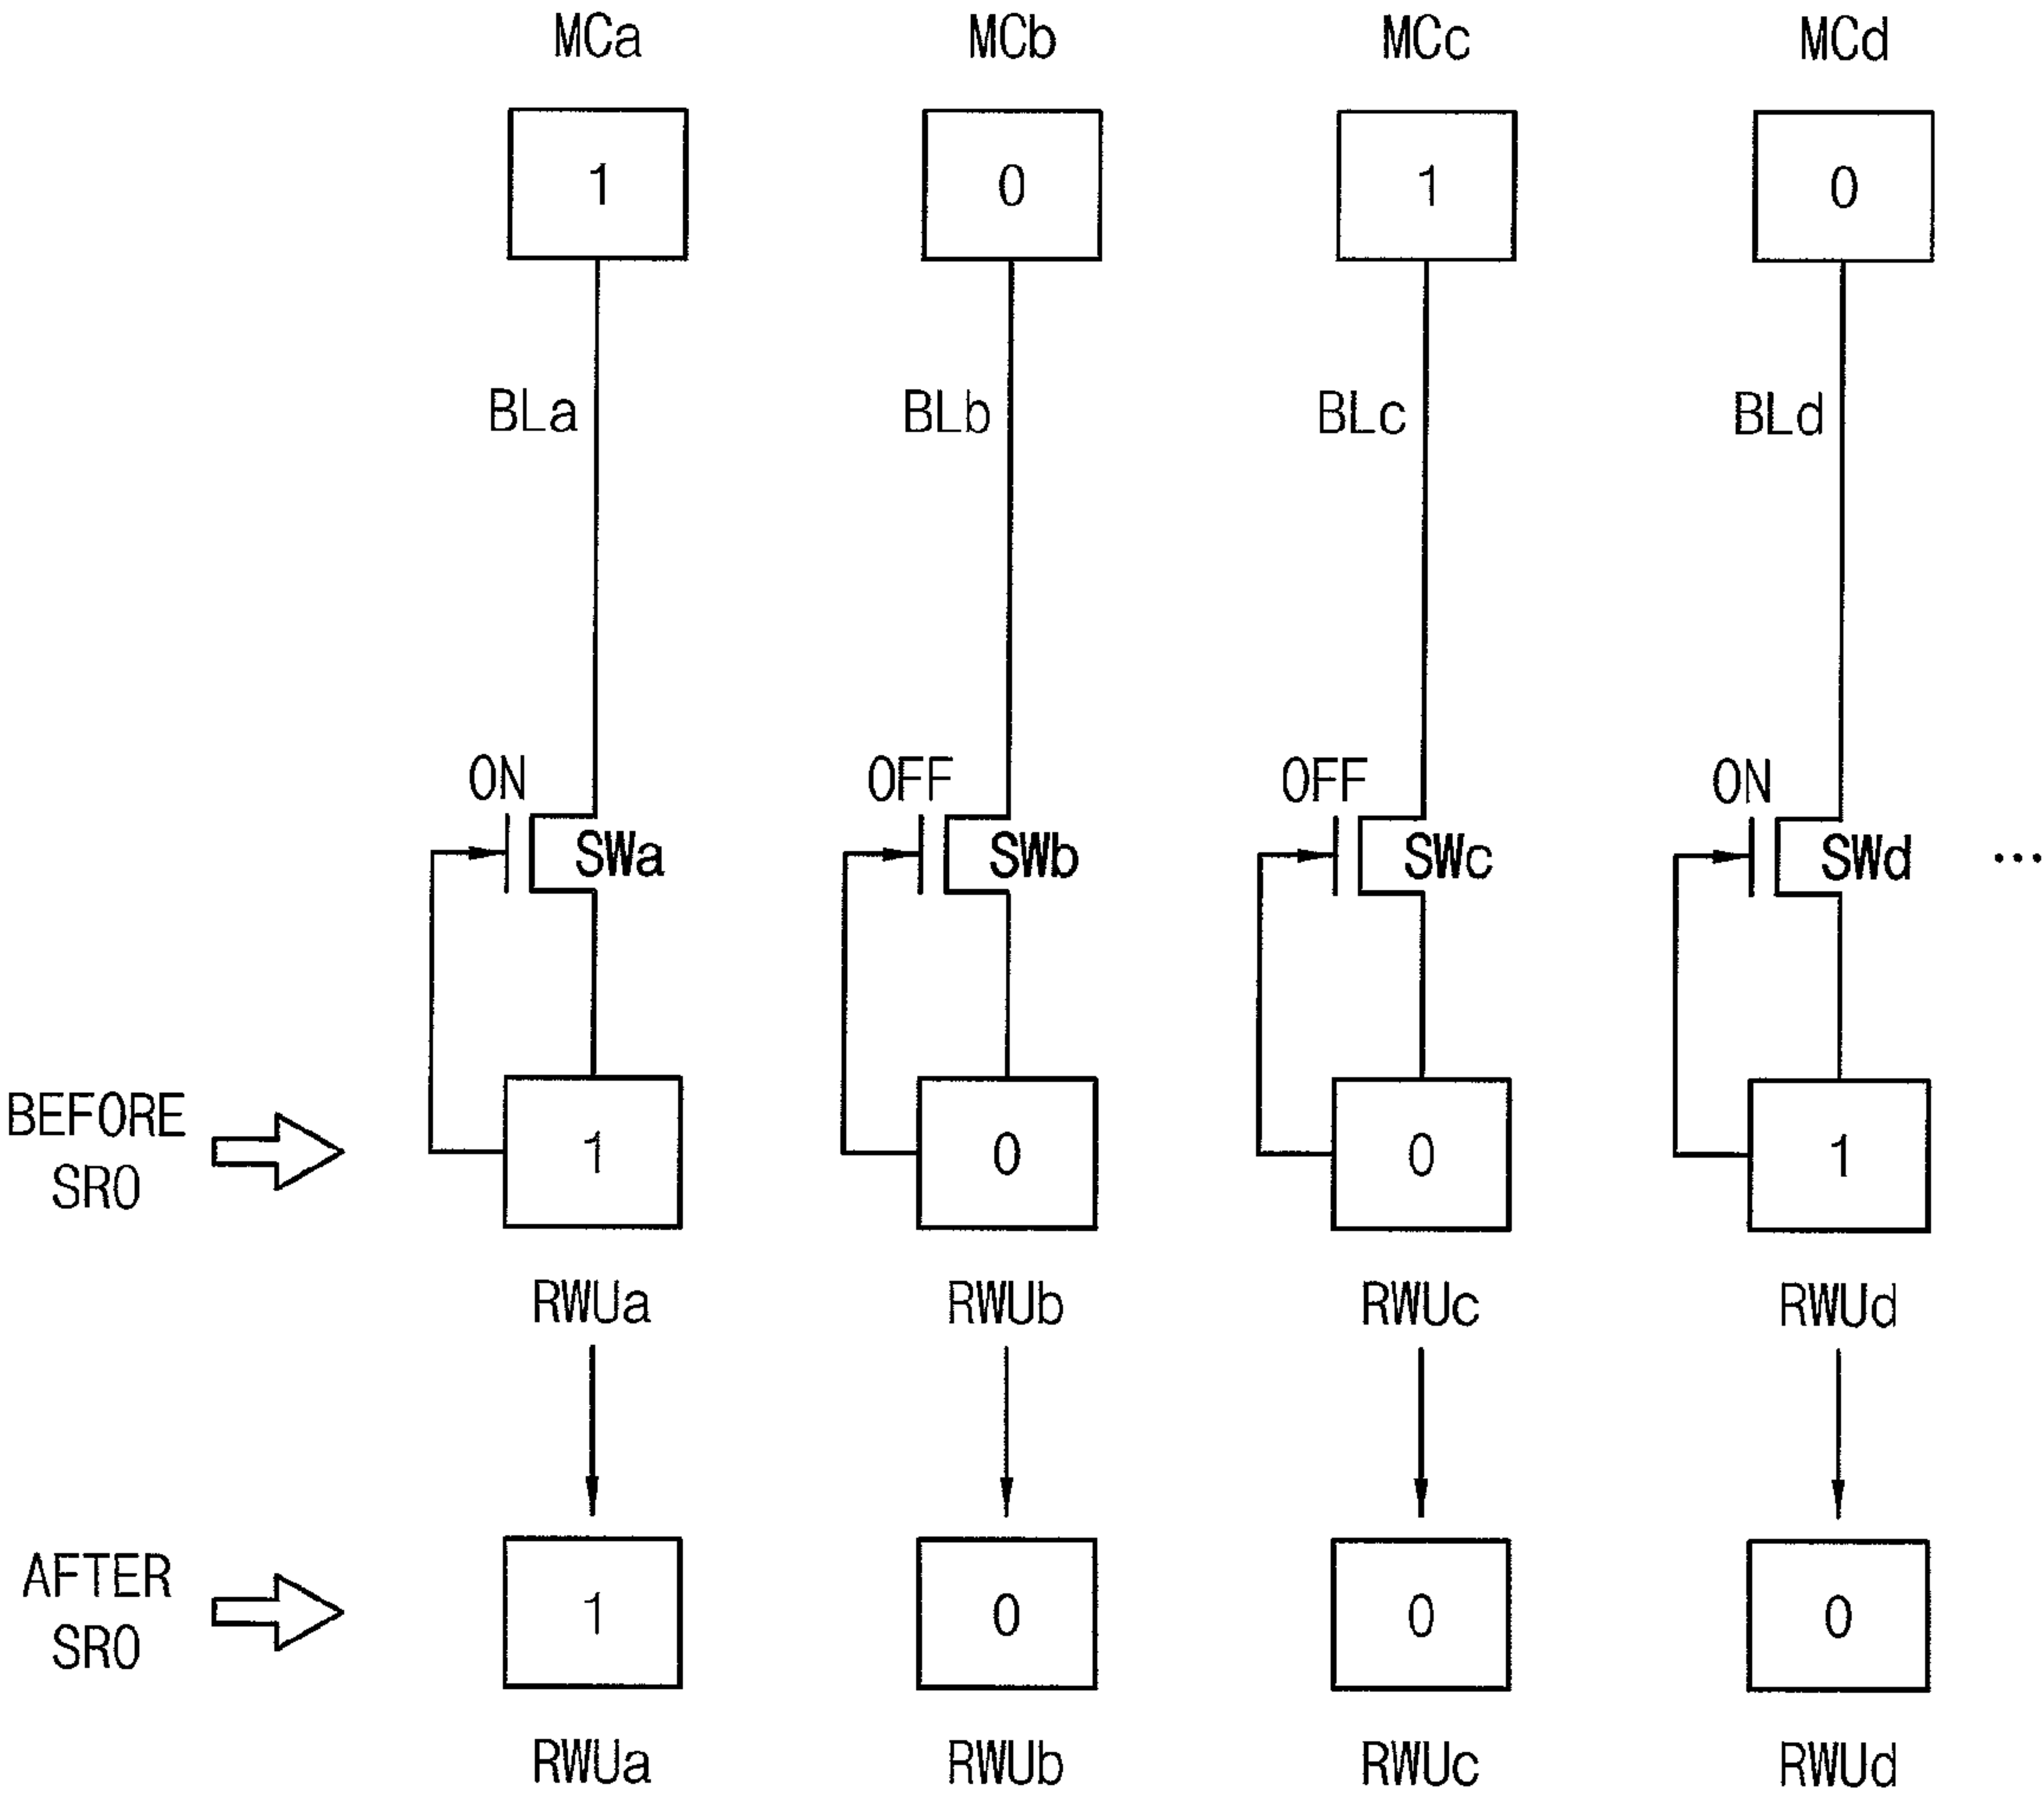 MCa MCb MCc MCd
1 0 1 0
BLa BLb BLc BLd
ON OFF OFF ON
SWa SWb SWc SWd ...
BEFORE
SRO
1 0 0 1
RWUa RWUb RWUc RWUd
AFTER
SRO
1 0 0 0
RWUa RWUb RWUc RWUd